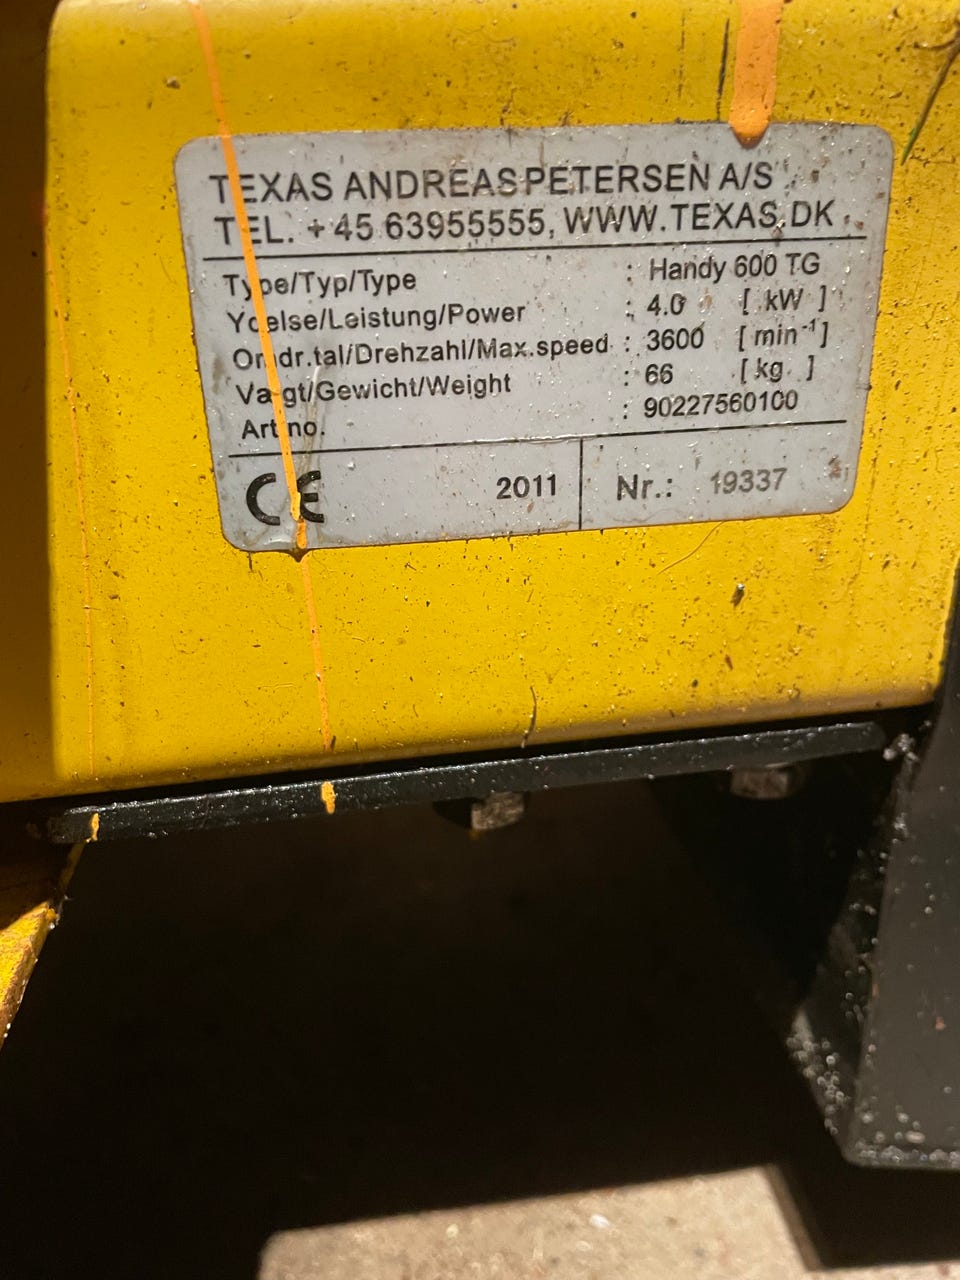 TEXAS ANDREAS PETERSEN A/S
TEL. +45 63955555, WWW.TEXAS.DK
Type/Typ/Type : Handy 600 TG
Ydelse/Leistung/Power : 4.0 [ kW ]
Omdr.tal/Drehzahl/Max.speed : 3600 [ min⁻¹ ]
Vægt/Gewicht/Weight : 66 [ kg ]
Art.no. : 90227560100
CE 2011 Nr.: 19337